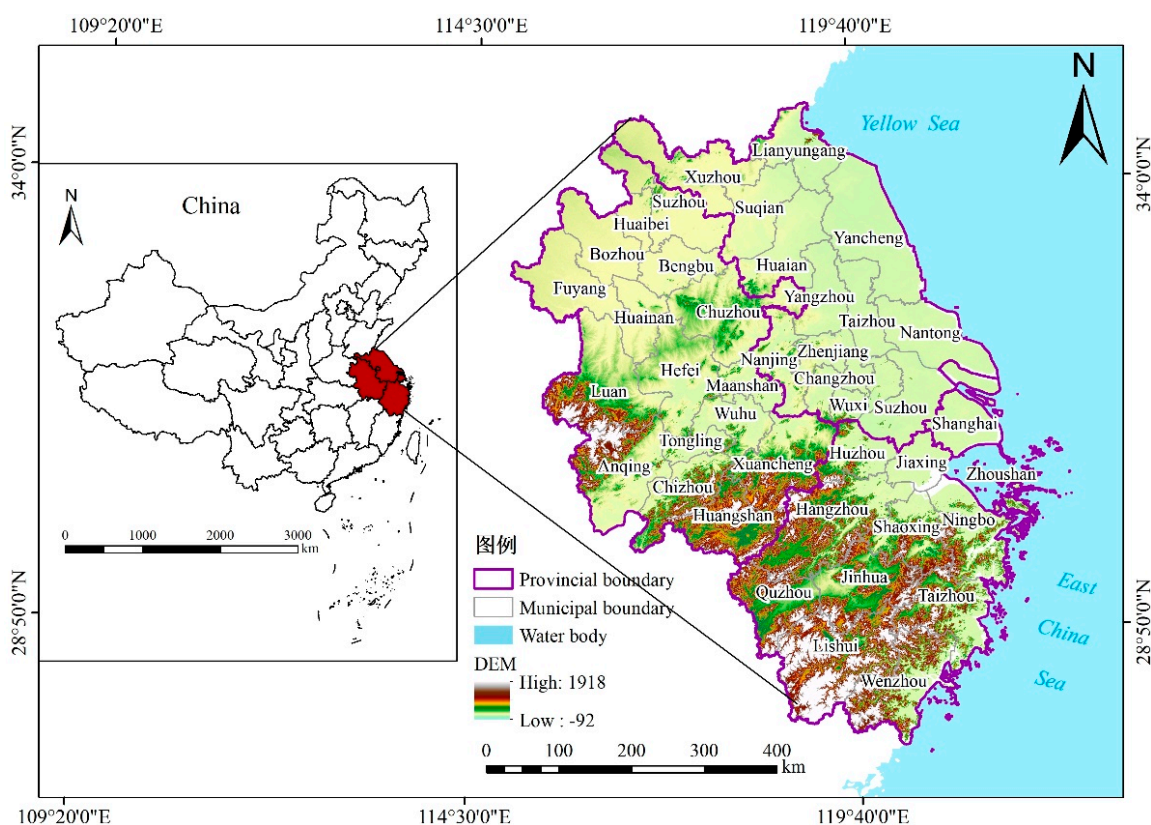 109°20'0"E
114°30'0"E
119°40'0"E
34°0'0"N
28°50'0"N
34°0'0"N
28°50'0"N
N
China
0
1000
2000
3000
km
N
Yellow Sea
Lianyungang
Xuzhou
Suzhou
Suqian
Huaibei
Yancheng
Bozhou
Bengbu
Huaian
Fuyang
Yangzhou
Huainan
Chuzhou
Taizhou
Nantong
Nanjing
Zhenjiang
Hefei
Changzhou
Luan
Maanshan
Wuhu
Wuxi
Suzhou
Shanghai
Tongling
Huzhou
Jiaxing
Anqing
Xuancheng
Zhoushan
Chizhou
Huangshan
Hangzhou
Shaoxing
Ningbo
Jinhua
Quzhou
Taizhou
Lishui
Wenzhou
East
China
Sea
图例
Provincial boundary
Municipal boundary
Water body
DEM
High: 1918
Low : -92
0
100
200
300
400
km
109°20'0"E
114°30'0"E
119°40'0"E